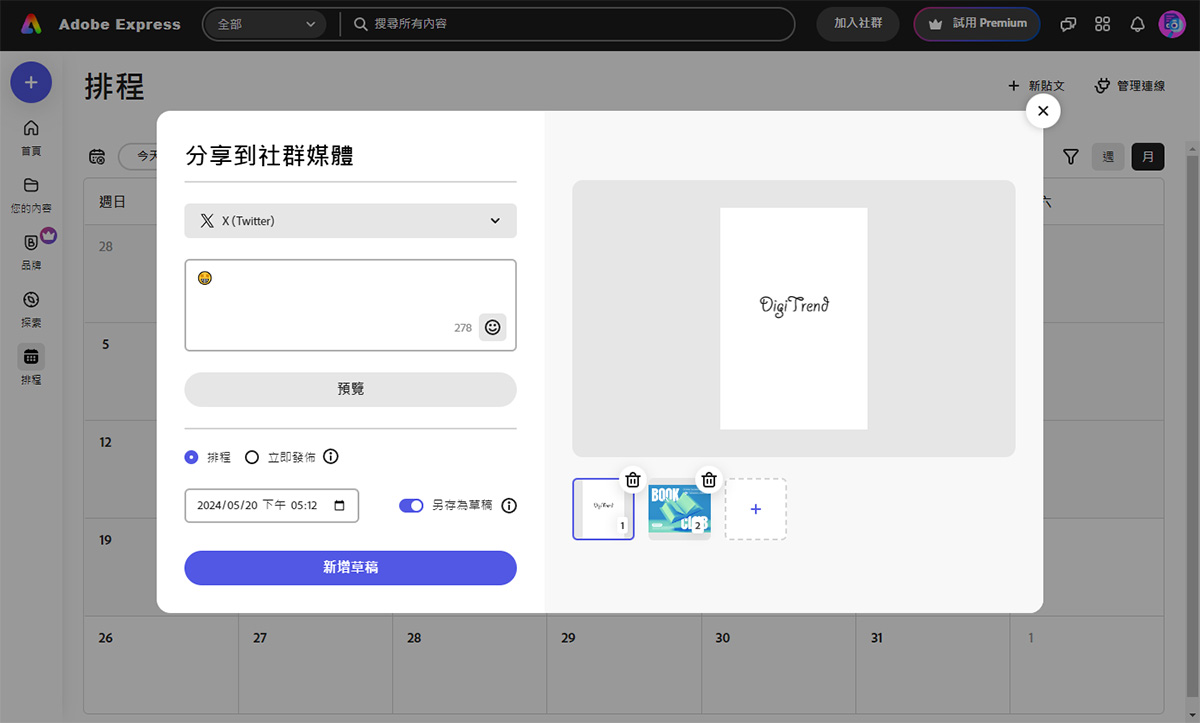 Adobe Express
全部
搜尋所有內容
加入社群
試用 Premium
排程
新貼文
管理連線
首頁
您的內容
品牌
探索
排程
今天
週
月
週日
六
28
5
12
19
26
27
28
29
30
31
1
分享到社群媒體
X (Twitter)
278
預覽
排程
立即發佈
2024/05/20 下午 05:12
另存為草稿
新增草稿
DigiTrend
DigiTrend
1
BOOK
CLUB
2